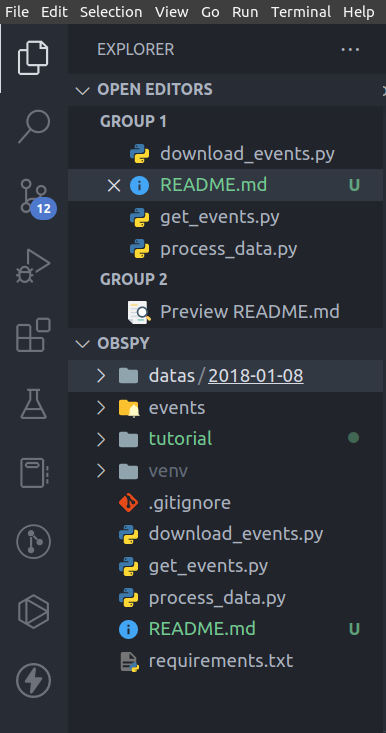 File Edit Selection View Go Run Terminal Help
EXPLORER
OPEN EDITORS
GROUP 1
download_events.py
README.md U
get_events.py
process_data.py
GROUP 2
Preview README.md
12
OBSPY
datas/2018-01-08
events
tutorial
venv
.gitignore
download_events.py
get_events.py
process_data.py
README.md U
requirements.txt